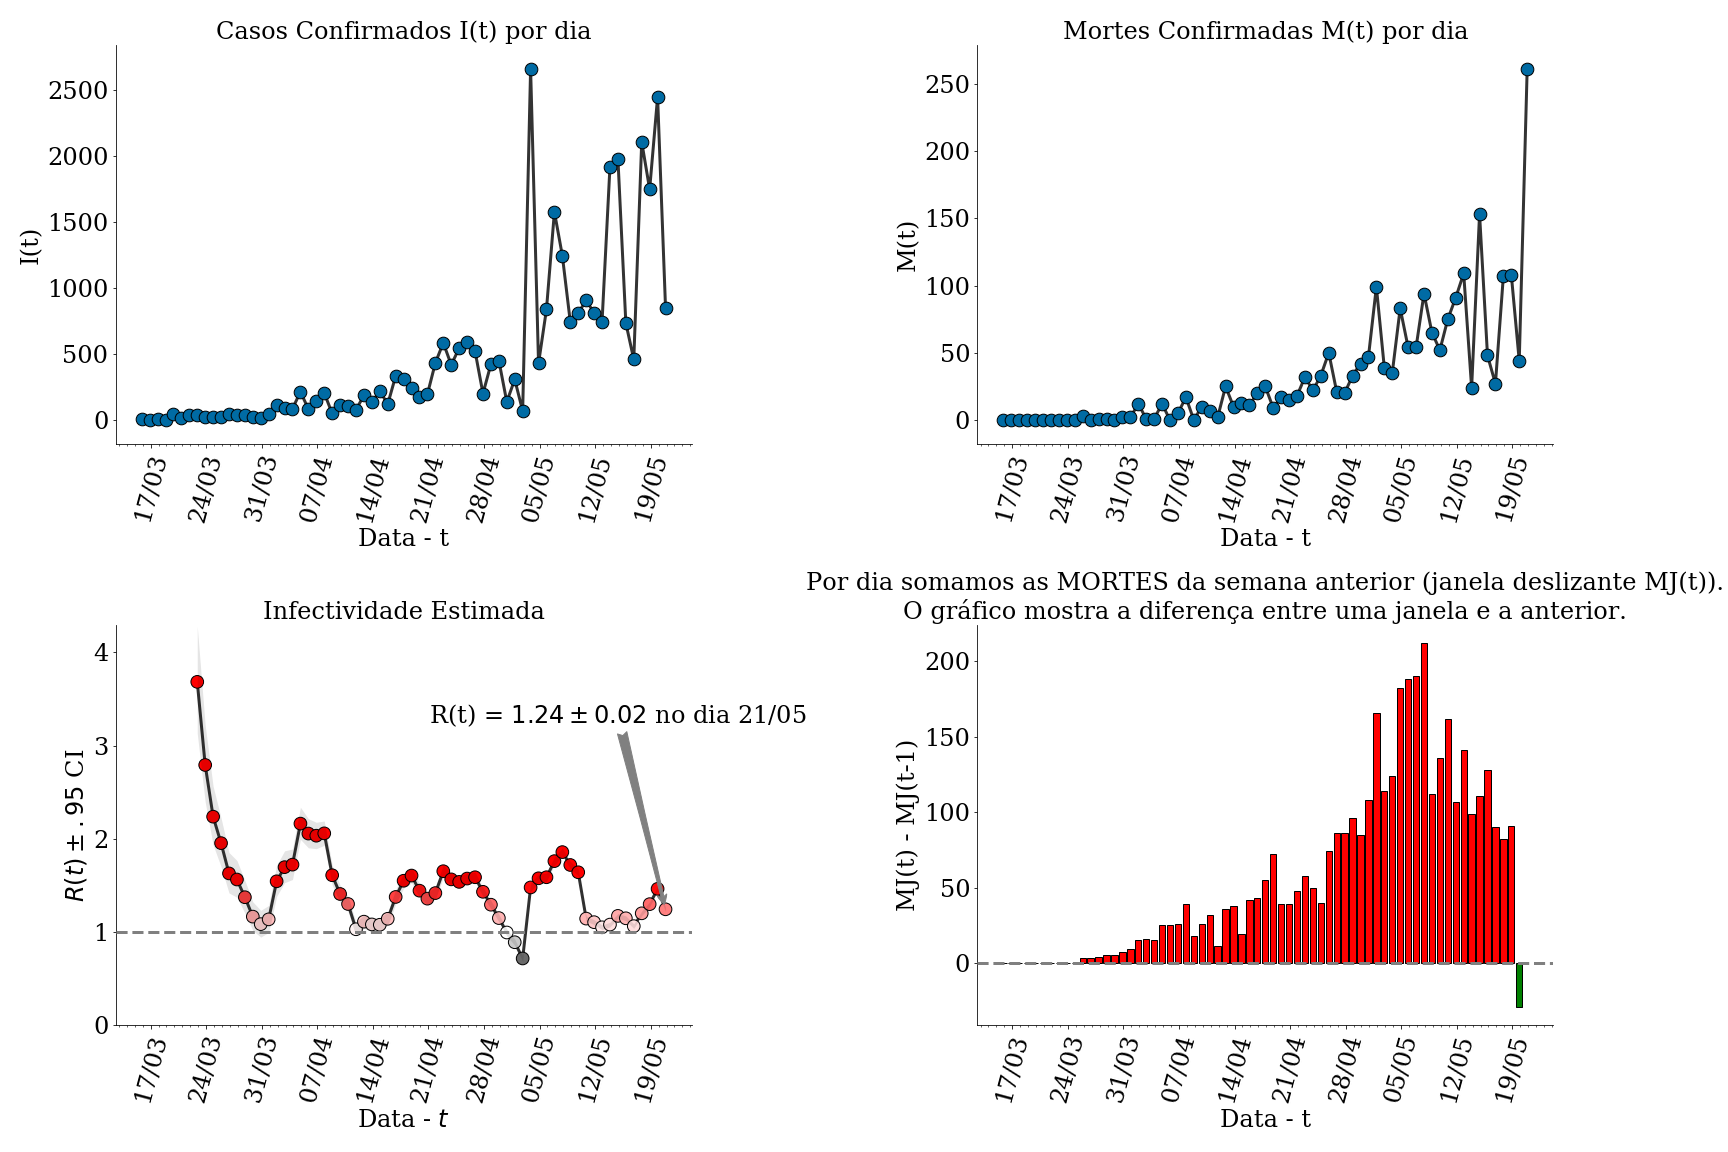 Casos Confirmados I(t) por dia
I(t)
2500
2000
1500
1000
500
0
17/03 24/03 31/03 07/04 14/04 21/04 28/04 05/05 12/05 19/05
Data - t
Mortes Confirmadas M(t) por dia
M(t)
250
200
150
100
50
0
17/03 24/03 31/03 07/04 14/04 21/04 28/04 05/05 12/05 19/05
Data - t
Infectividade Estimada
R(t) ± .95 CI
4
3
2
1
0
R(t) = 1.24 ± 0.02 no dia 21/05
17/03 24/03 31/03 07/04 14/04 21/04 28/04 05/05 12/05 19/05
Data - t
Por dia somamos as MORTES da semana anterior (janela deslizante MJ(t)).
O gráfico mostra a diferença entre uma janela e a anterior.
MJ(t) - MJ(t-1)
200
150
100
50
0
17/03 24/03 31/03 07/04 14/04 21/04 28/04 05/05 12/05 19/05
Data - t